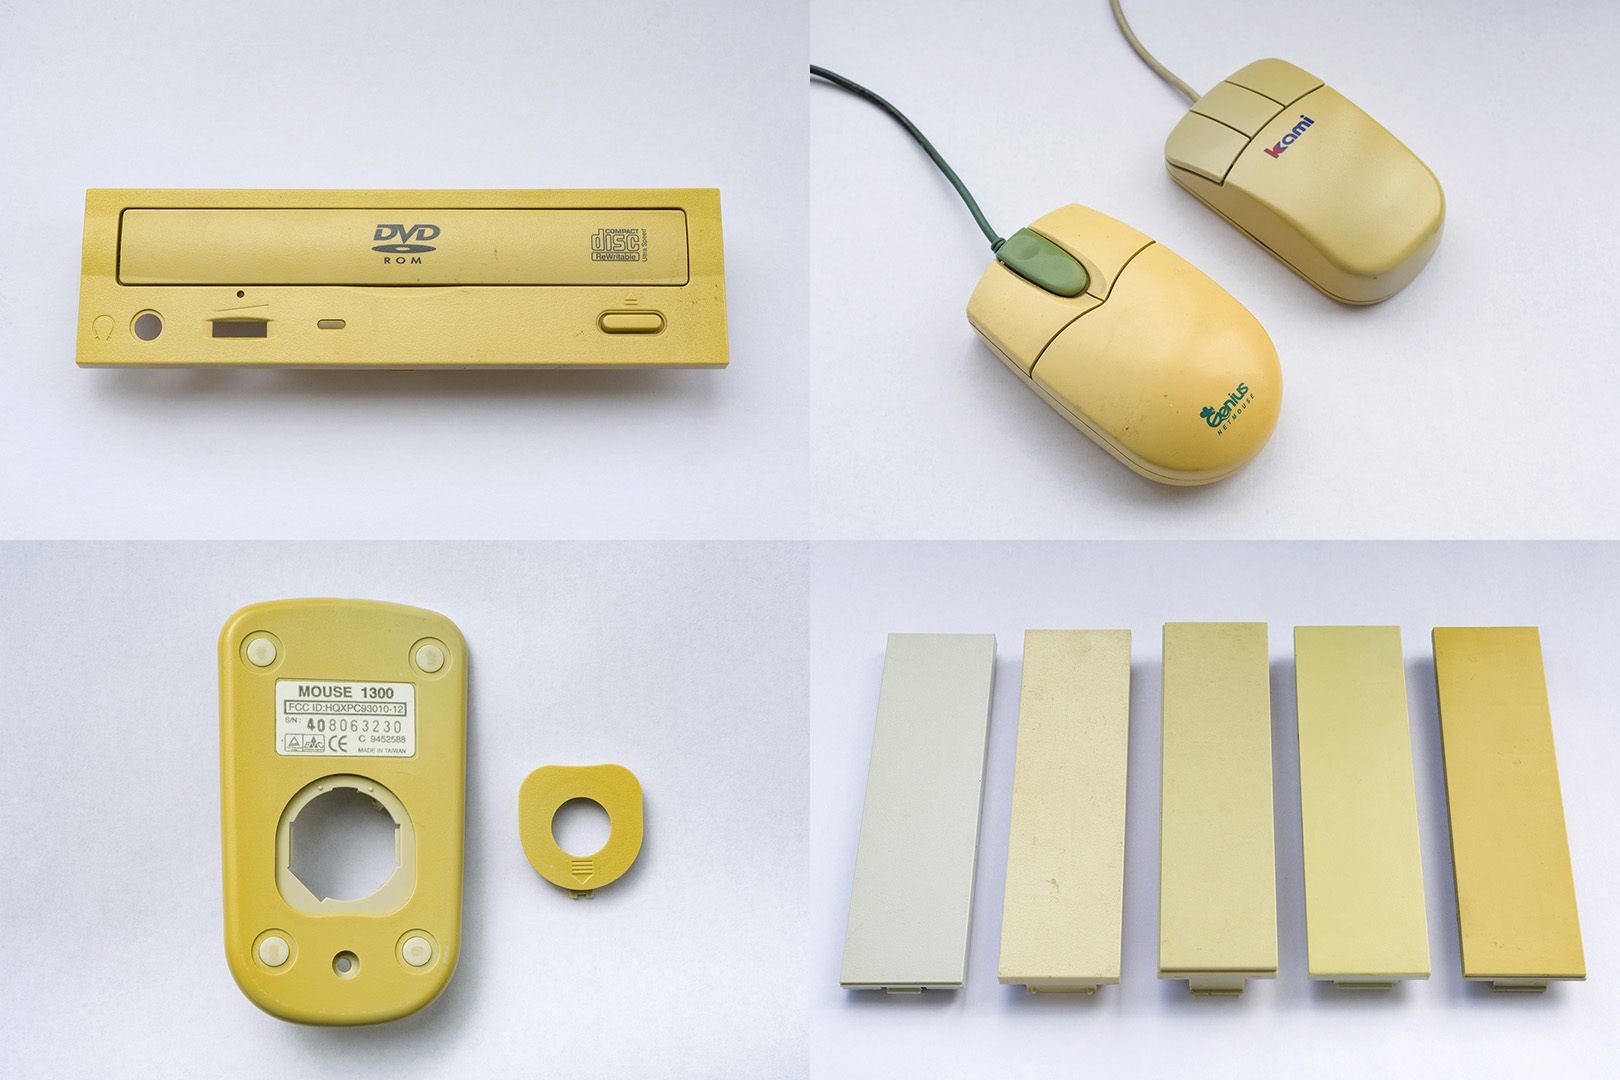 DVD
ROM
COMPACT
disc
ReWritable
Ultra Speed
kami
Genius
NETMOUSE
MOUSE 1300
FCC ID:HQXPC93010-12
S/N: 408063230
CE C 9452588
MADE IN TAIWAN